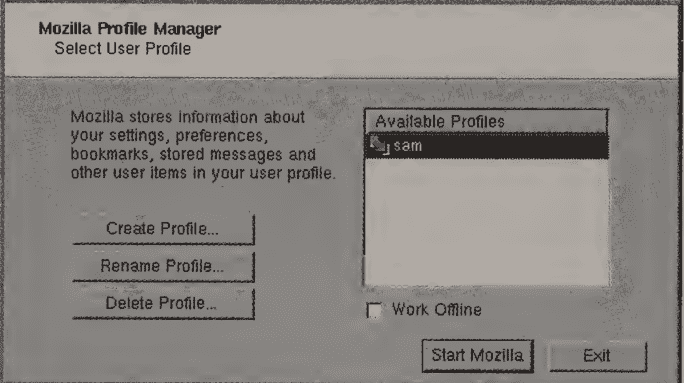 Mozilla Profile Manager
Select User Profile
Mozilla stores information about
your settings, preferences,
bookmarks, stored messages and
other user items in your user profile.
Create Profile...
Rename Profile...
Delete Profile...
Available Profiles
sam
Work Offline
Start Mozilla
Exit